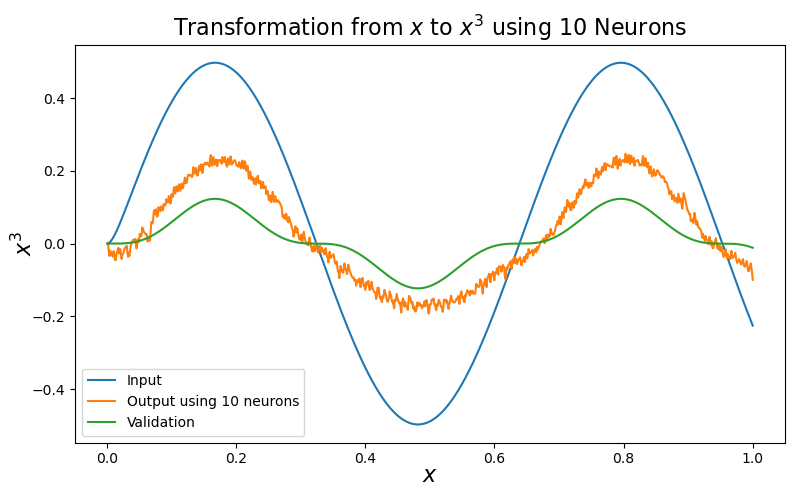 Transformation from x to x³ using 10 Neurons
x³
0.4
0.2
0.0
−0.2
−0.4
Input
Output using 10 neurons
Validation
0.0 0.2 0.4 0.6 0.8 1.0
x